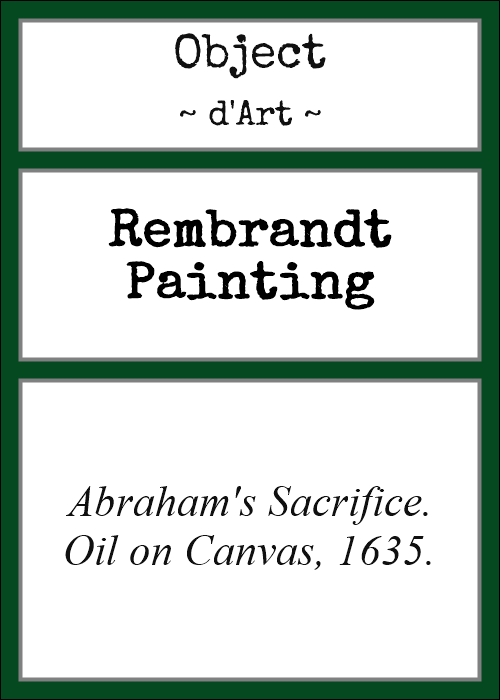 Object
~ d'Art ~
Rembrandt
Painting
Abraham's Sacrifice.
Oil on Canvas, 1635.